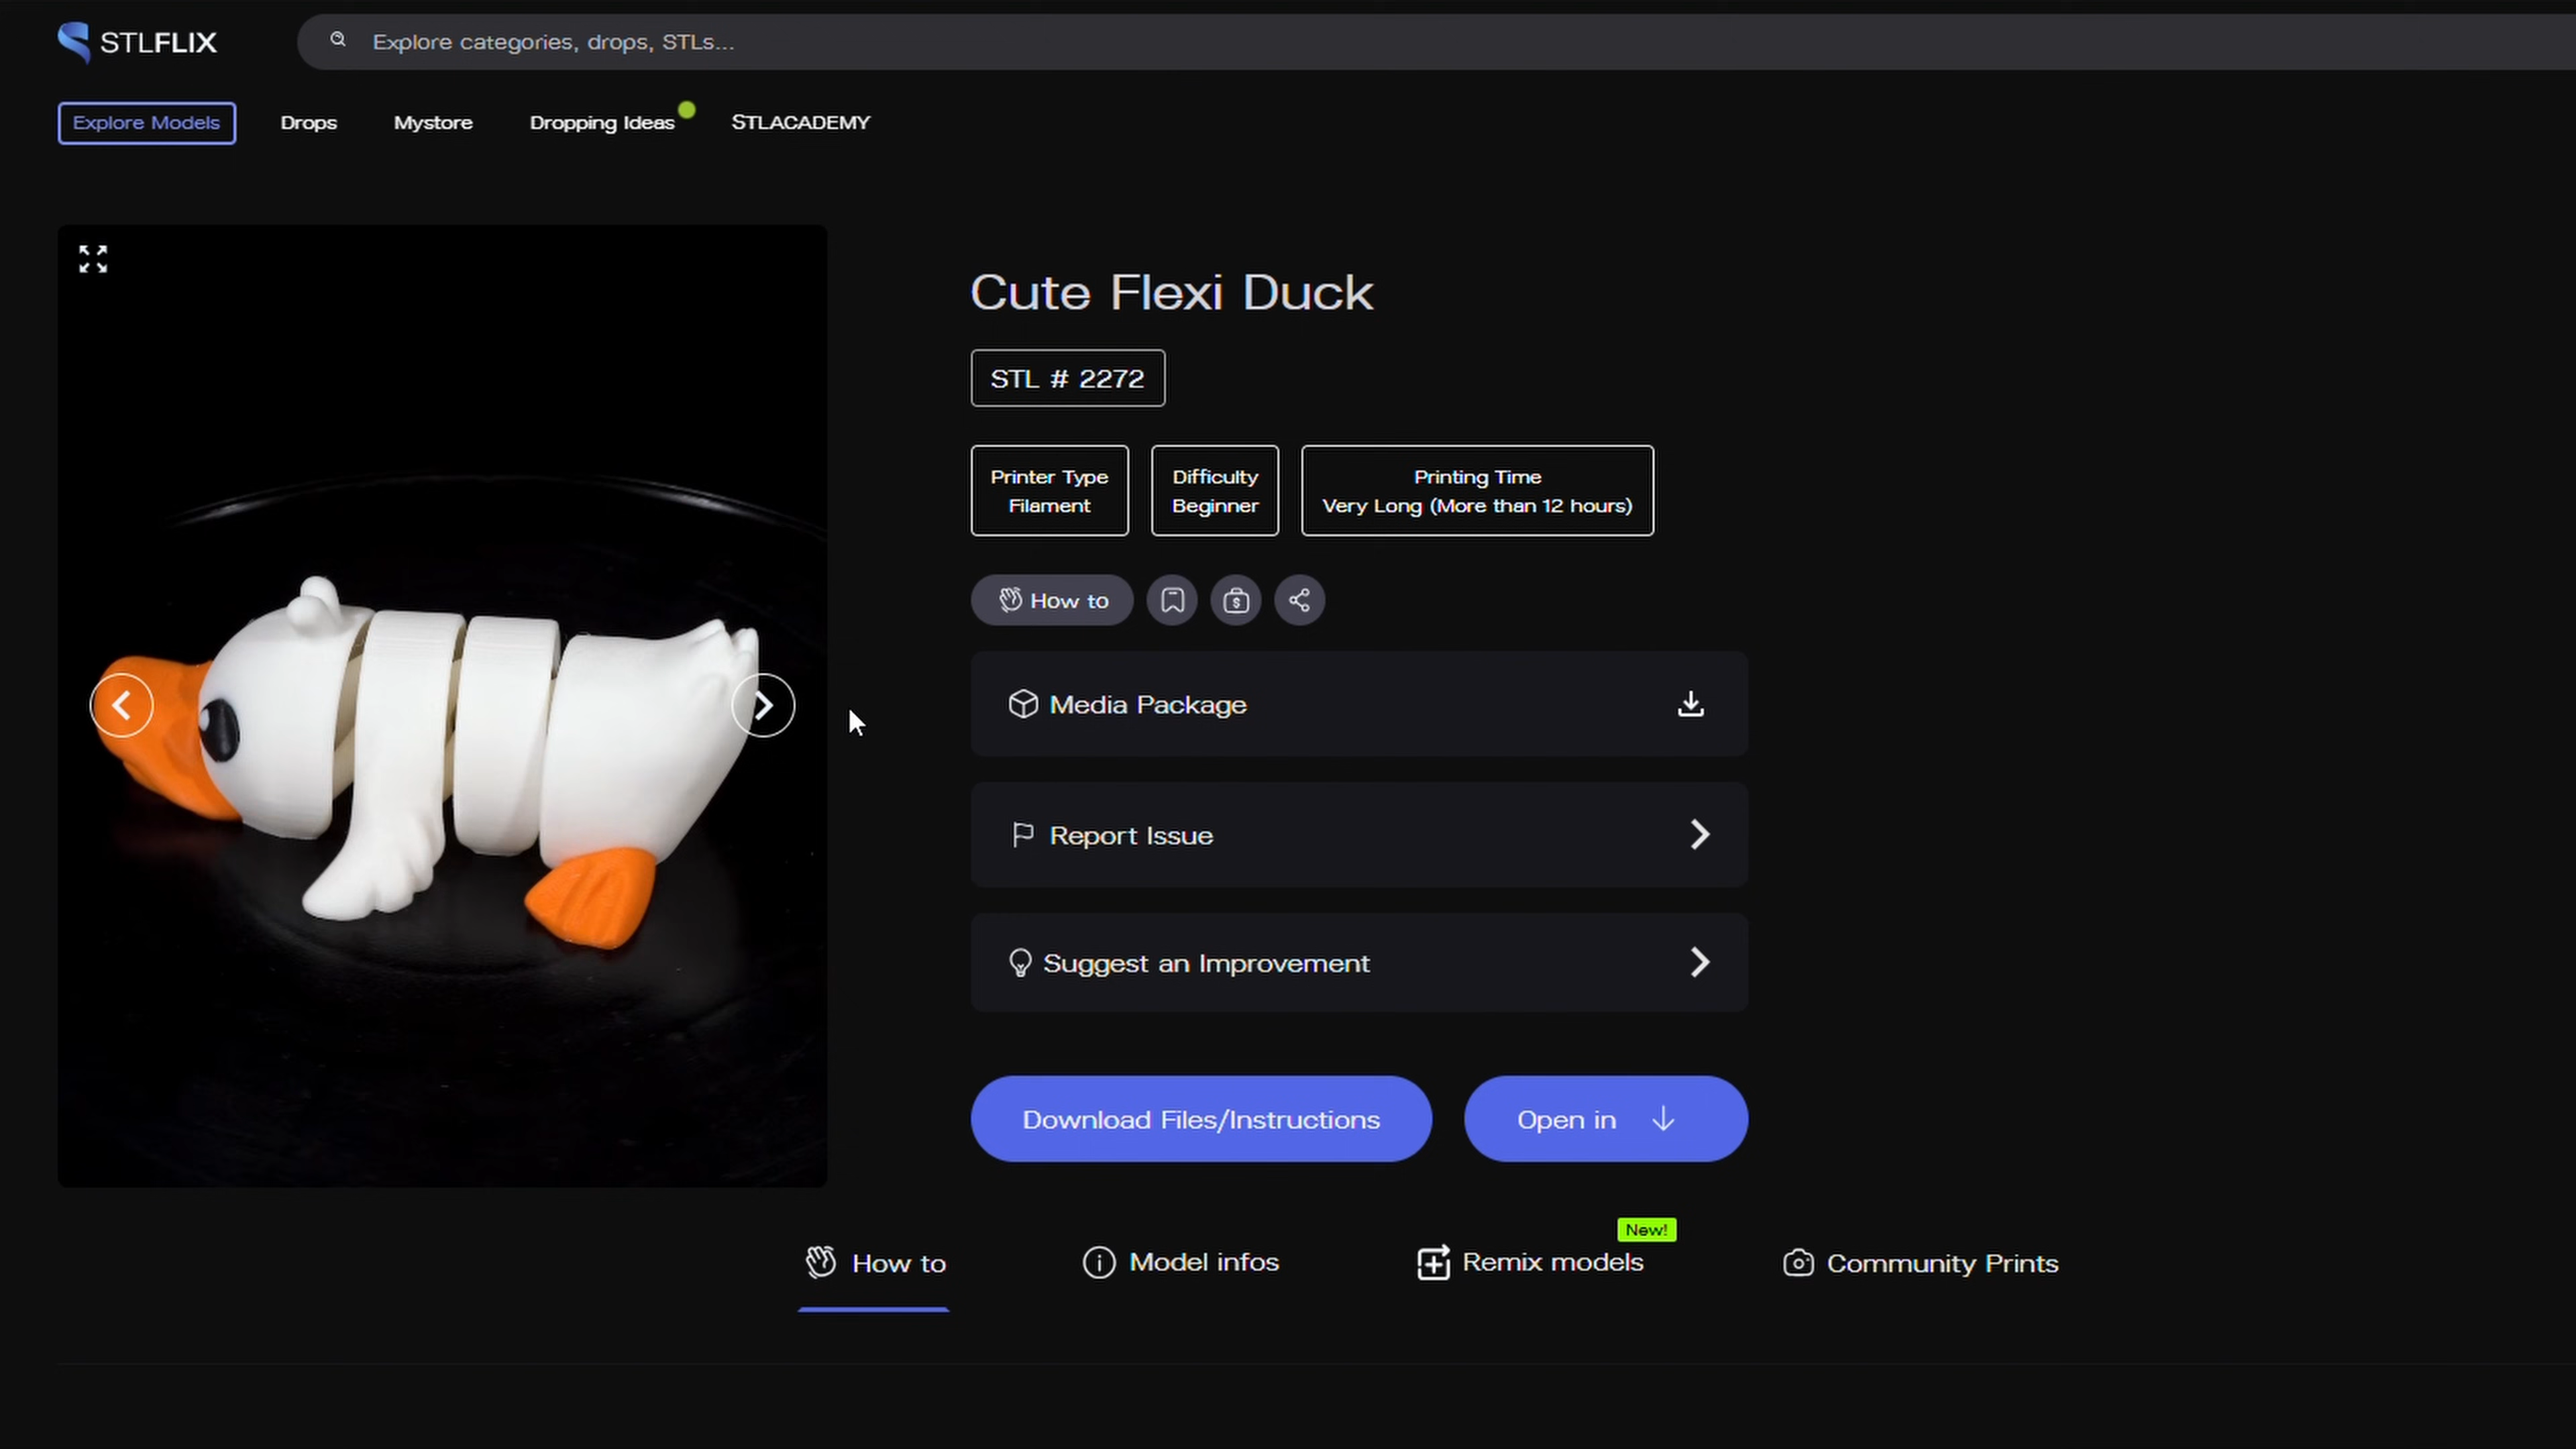 STLFLIX
Explore categories, drops, STLs...
Explore Models
Drops
Mystore
Dropping Ideas
STLACADEMY
Cute Flexi Duck
STL # 2272
Printer Type
Filament
Difficulty
Beginner
Printing Time
Very Long (More than 12 hours)
How to
Media Package
Report Issue
Suggest an Improvement
Download Files/Instructions
Open in
New!
How to
Model infos
Remix models
Community Prints